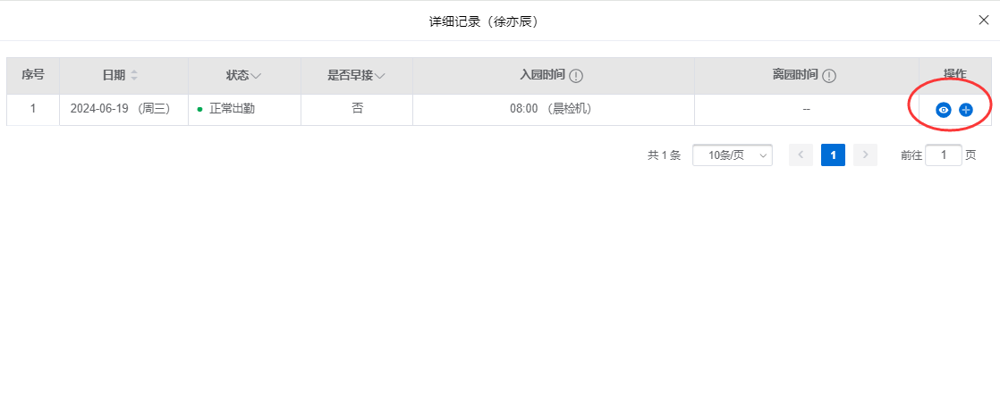 详细记录（徐亦辰）
序号 日期 状态 是否早接 入园时间 离园时间 操作
1 2024-06-19 （周三） 正常出勤 否 08:00 （晨检机） --
共 1 条 10条/页 1 前往 1 页